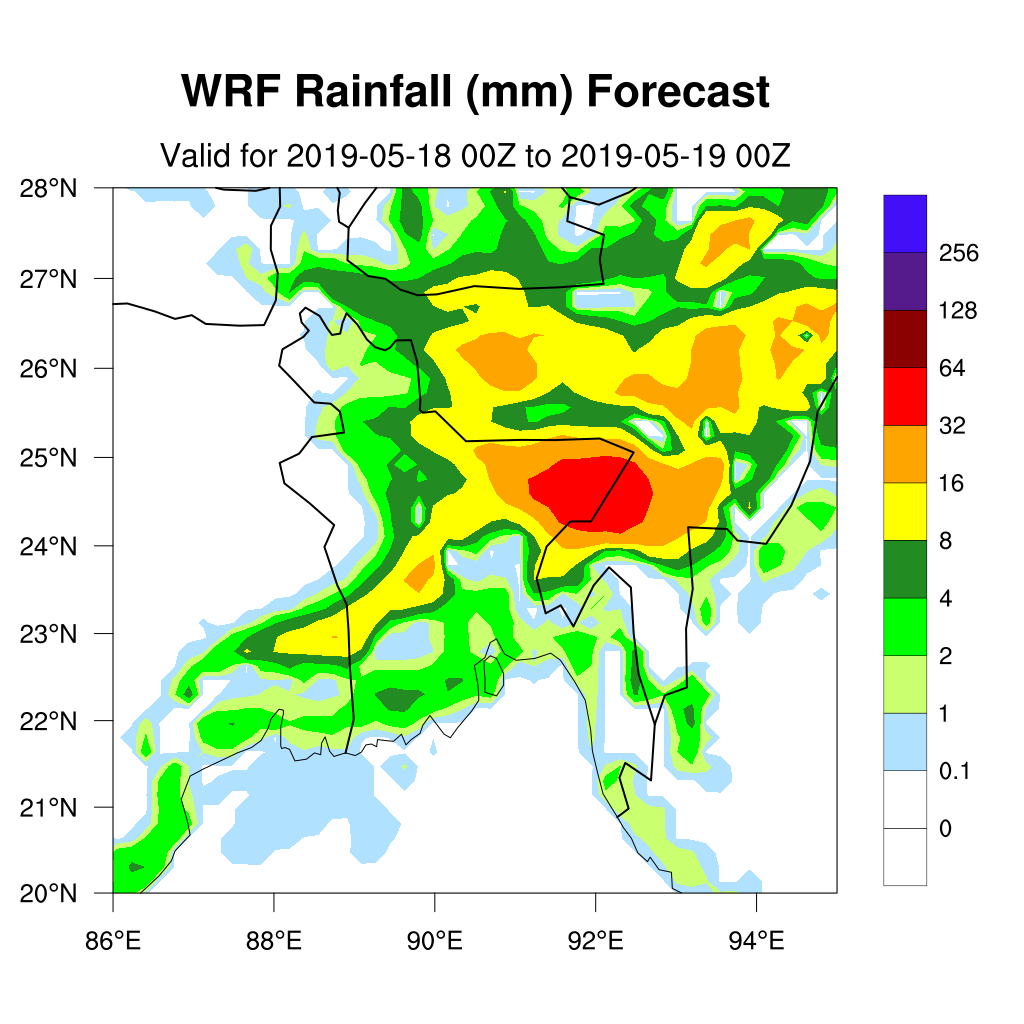 WRF Rainfall (mm) Forecast
Valid for 2019-05-18 00Z to 2019-05-19 00Z
28°N
27°N
26°N
25°N
24°N
23°N
22°N
21°N
20°N
86°E 88°E 90°E 92°E 94°E
256
128
64
32
16
8
4
2
1
0.1
0